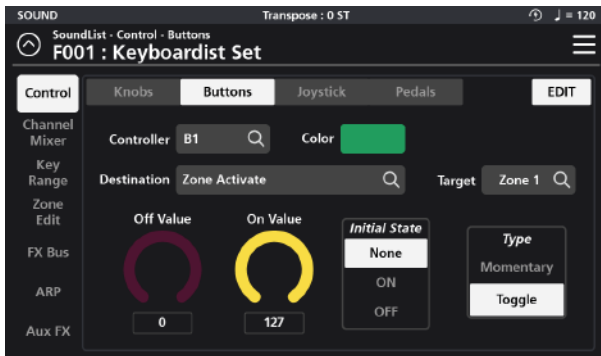 SOUND
Transpose : 0 ST
♩ = 120
SoundList - Control - Buttons
F001 : Keyboardist Set
Control
Knobs
Buttons
Joystick
Pedals
EDIT
Channel
Mixer
Controller
B1
Color
Key
Range
Destination
Zone Activate
Target
Zone 1
Zone
Edit
Off Value
On Value
Initial State
None
ON
OFF
Type
Momentary
Toggle
FX Bus
ARP
0
127
Aux FX